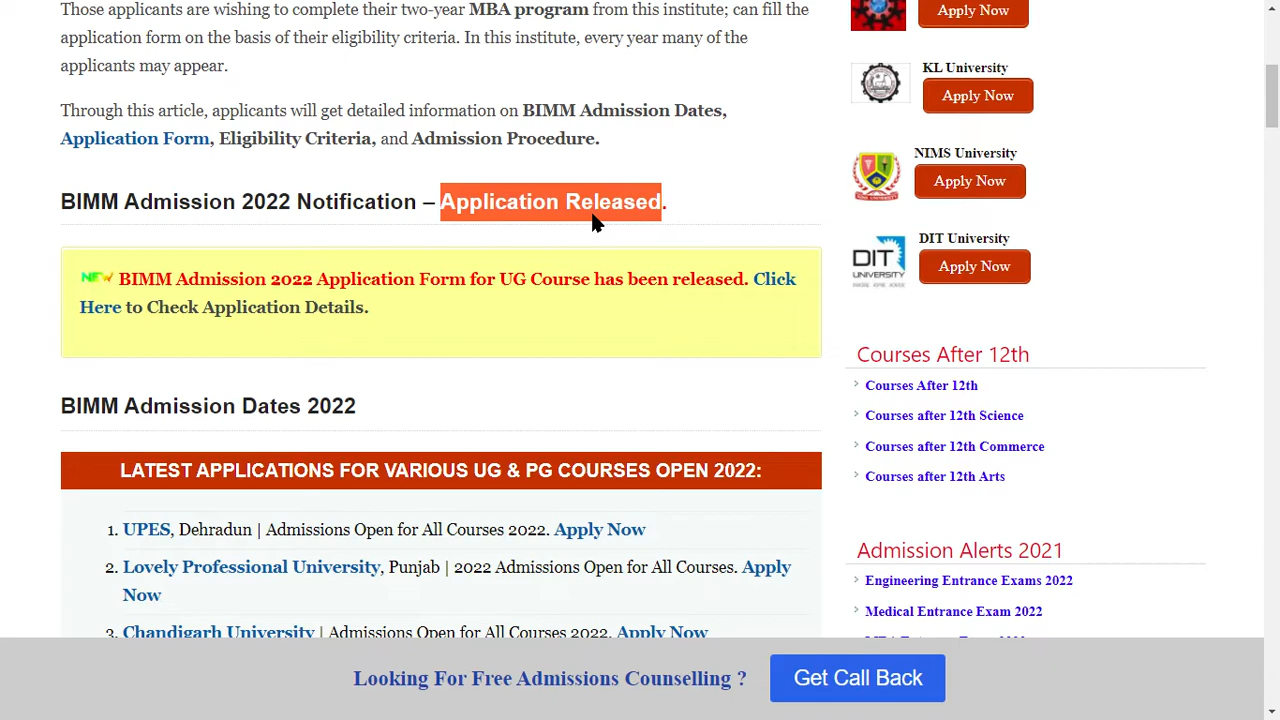 Those applicants are wishing to complete their two-year MBA program from this institute; can fill the
application form on the basis of their eligibility criteria. In this institute, every year many of the
applicants may appear.
Through this article, applicants will get detailed information on BIMM Admission Dates,
Application Form, Eligibility Criteria, and Admission Procedure.
BIMM Admission 2022 Notification – Application Released.
NEW BIMM Admission 2022 Application Form for UG Course has been released. Click
Here to Check Application Details.
BIMM Admission Dates 2022
LATEST APPLICATIONS FOR VARIOUS UG & PG COURSES OPEN 2022:
1. UPES, Dehradun | Admissions Open for All Courses 2022. Apply Now
2. Lovely Professional University, Punjab | 2022 Admissions Open for All Courses. Apply
Now
3. Chandigarh University | Admissions Open for All Courses 2022. Apply Now
Apply Now
KL University
Apply Now
NIMS University
Apply Now
DIT University
Apply Now
DIT
UNIVERSITY
Courses After 12th
Courses After 12th
Courses after 12th Science
Courses after 12th Commerce
Courses after 12th Arts
Admission Alerts 2021
Engineering Entrance Exams 2022
Medical Entrance Exam 2022
Looking For Free Admissions Counselling ?
Get Call Back